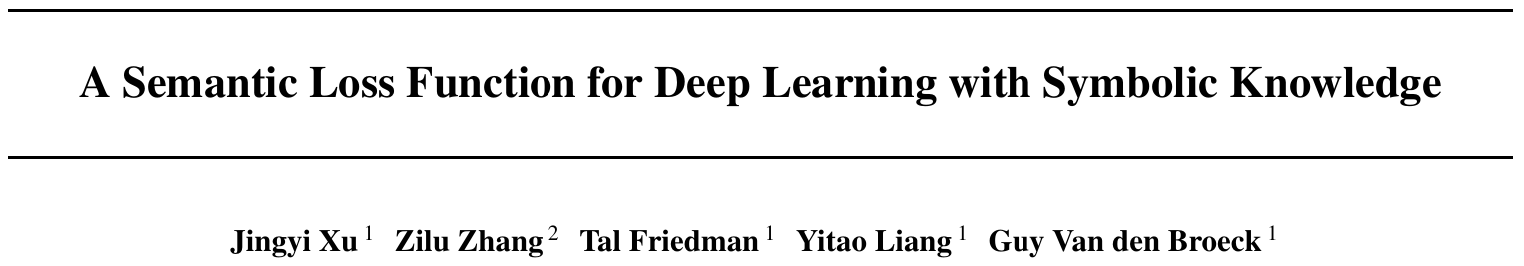 A Semantic Loss Function for Deep Learning with Symbolic Knowledge
Jingyi Xu 1 Zilu Zhang 2 Tal Friedman 1 Yitao Liang 1 Guy Van den Broeck 1